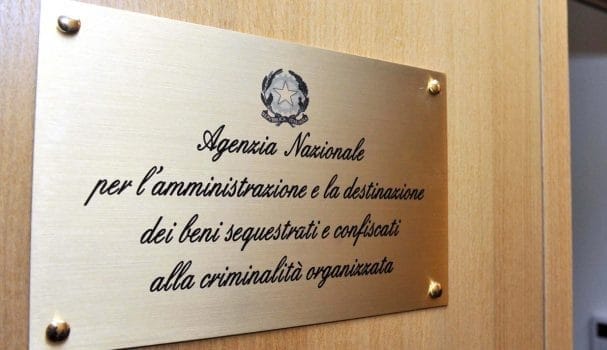 Agenzia Nazionale
per l'amministrazione e la destinazione
dei beni sequestrati e confiscati
alla criminalità organizzata